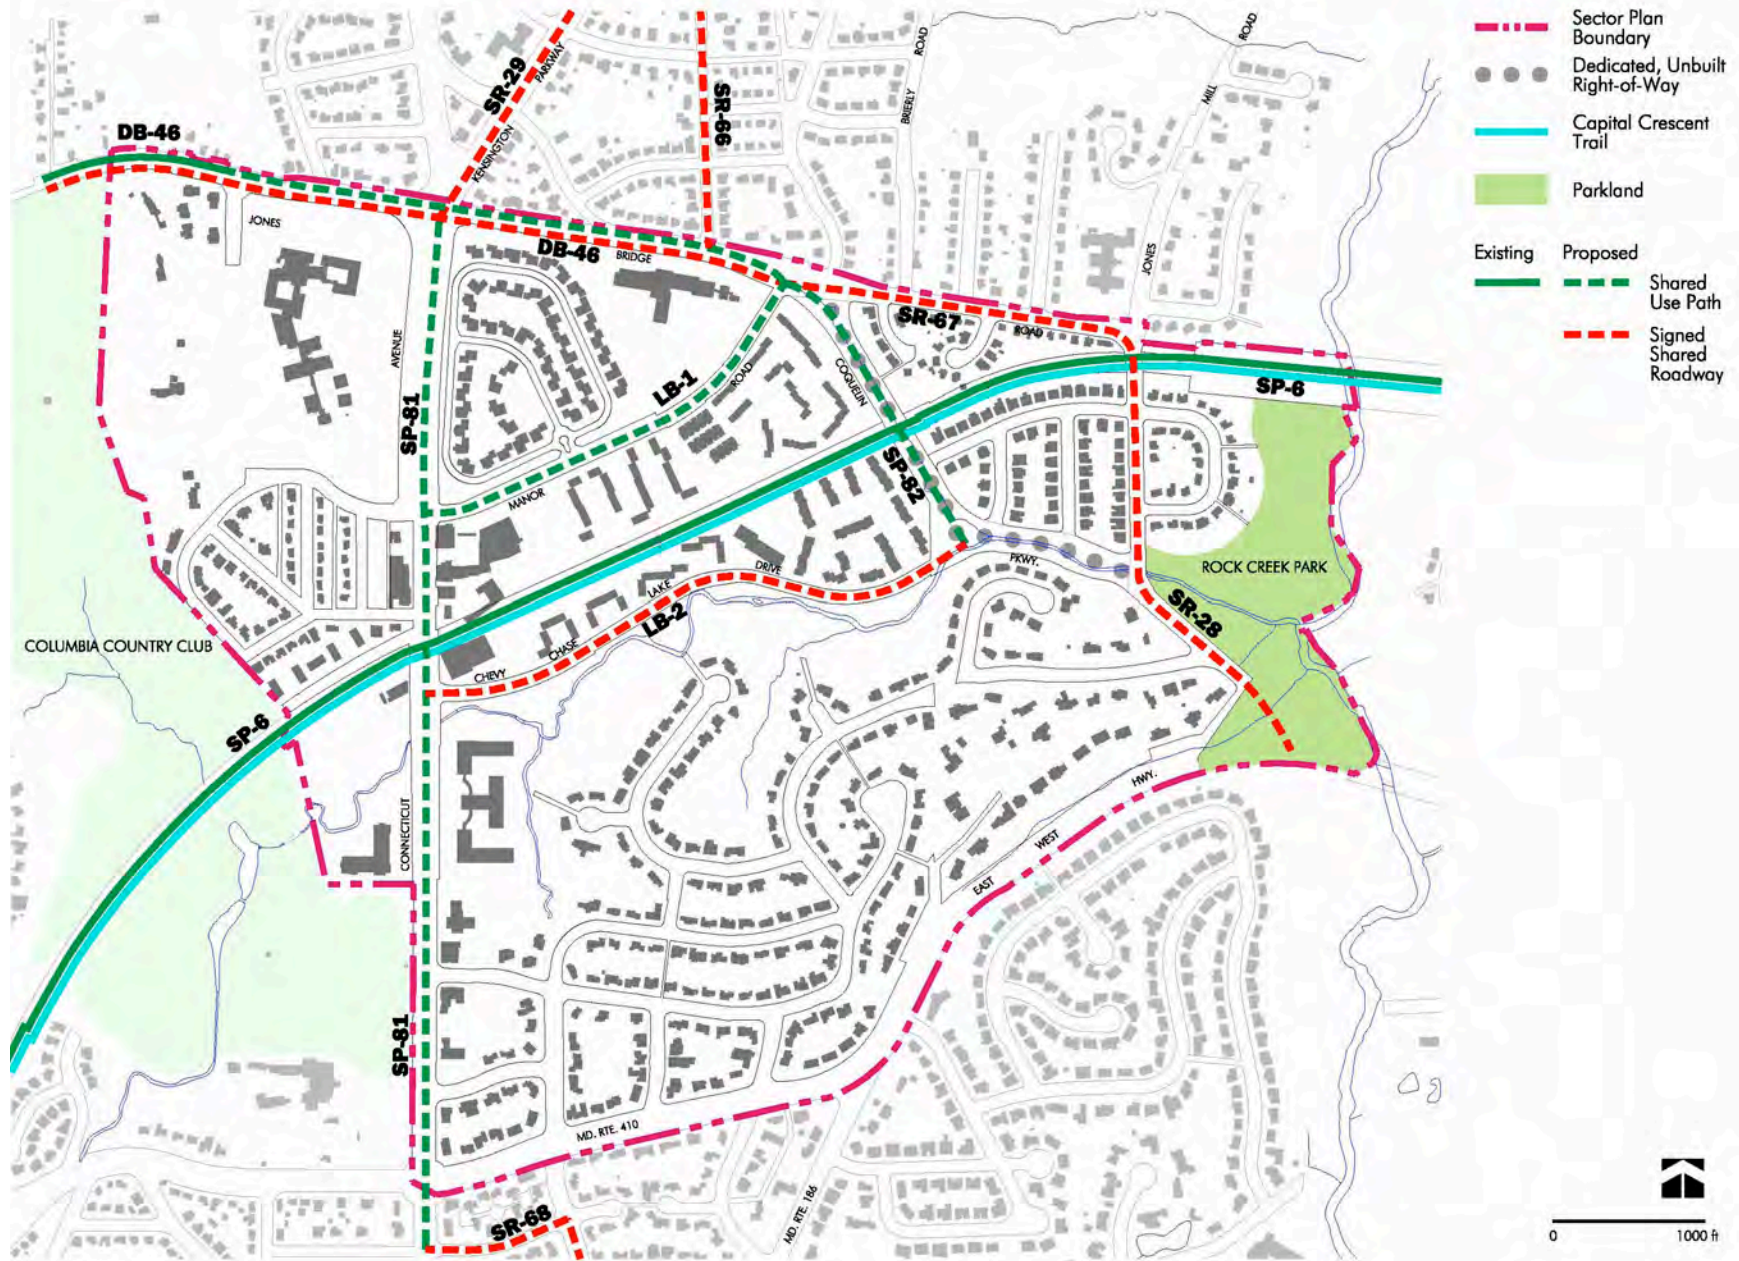 Sector Plan
Boundary
Dedicated, Unbuilt
Right-of-Way
Capital Crescent
Trail
Parkland
Existing
Proposed
Shared
Use Path
Signed
Shared
Roadway
ROAD
ROAD
SR-29
PARKWAY
KENSINGTON
SR-66
BRIERLY
MILL
DB-46
JONES
DB-46
BRIDGE
JONES
SR-67
ROAD
AVENUE
SP-81
LB-1
ROAD
COQUELIN
SP-6
MANOR
SP-82
PKWY.
ROCK CREEK PARK
DRIVE
LAKE
LB-2
CHASE
CHEVY
SR-28
COLUMBIA COUNTRY CLUB
SP-6
CONNECTICUT
HWY.
WEST
EAST
SP-81
MD. RTE. 410
MD. RTE. 186
SR-68
0
1000 ft